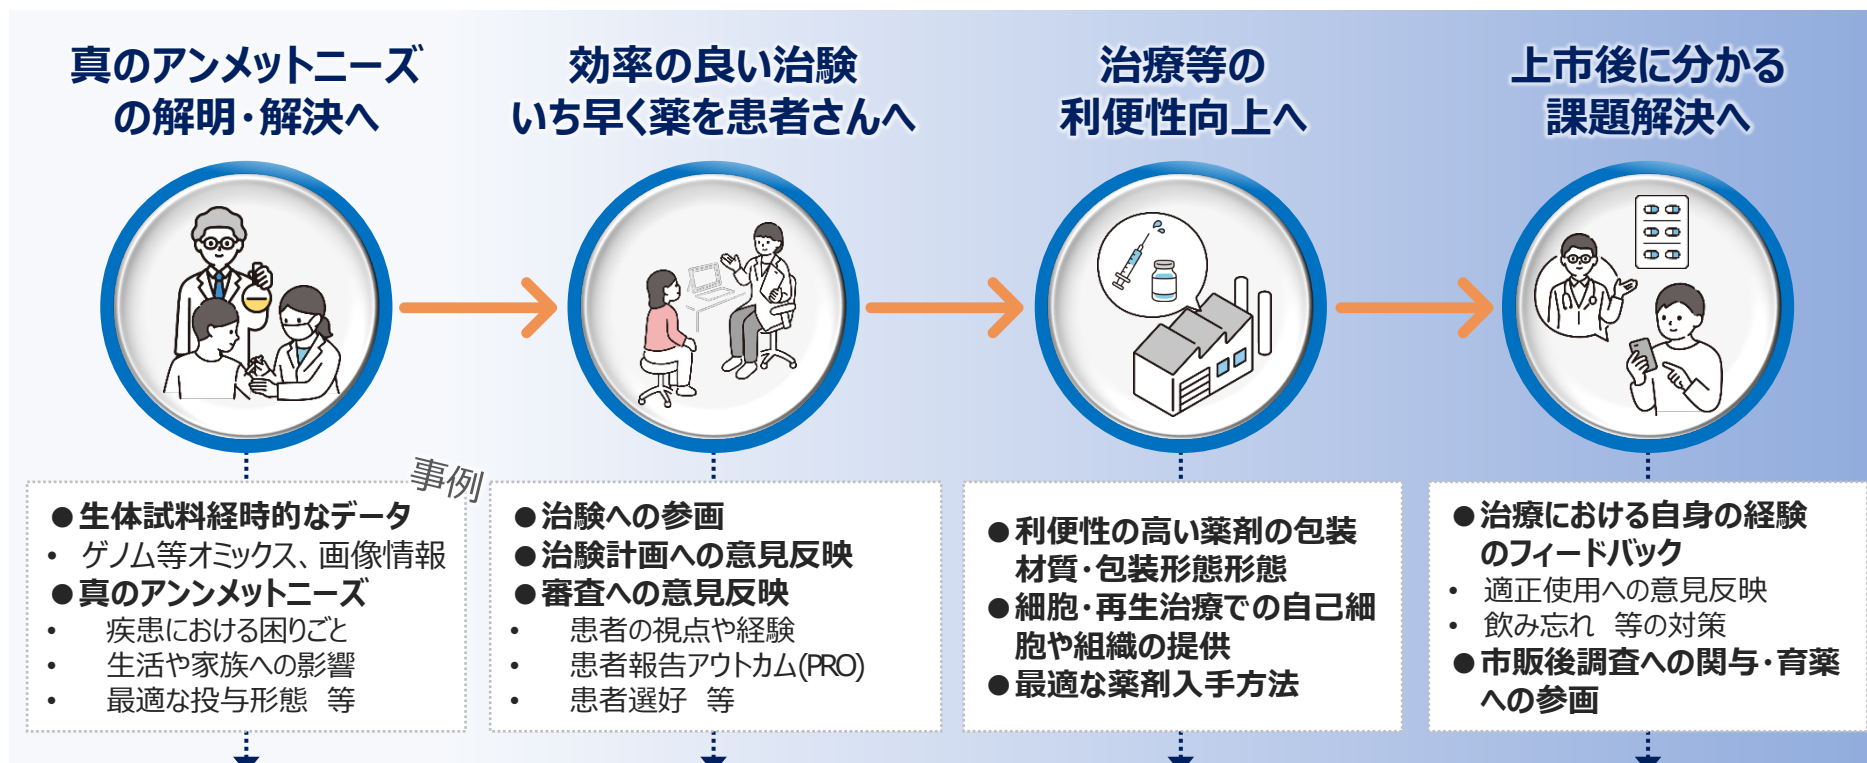 真のアンメットニーズ
の解明・解決へ
効率の良い治験
いち早く薬を患者さんへ
治療等の
利便性向上へ
上市後に分かる
課題解決へ
事例
●生体試料経時的なデータ
• ゲノム等オミックス、画像情報
●真のアンンメットニーズ
• 疾患における困りごと
• 生活や家族への影響
• 最適な投与形態 等
●治験への参画
●治験計画への意見反映
●審査への意見反映
• 患者の視点や経験
• 患者報告アウトカム(PRO)
• 患者選好 等
●利便性の高い薬剤の包装
材質・包装形態形態
●細胞・再生治療での自己細
胞や組織の提供
●最適な薬剤入手方法
●治療における自身の経験
のフィードバック
• 適正使用への意見反映
• 飲み忘れ 等の対策
●市販後調査への関与・育薬
への参画